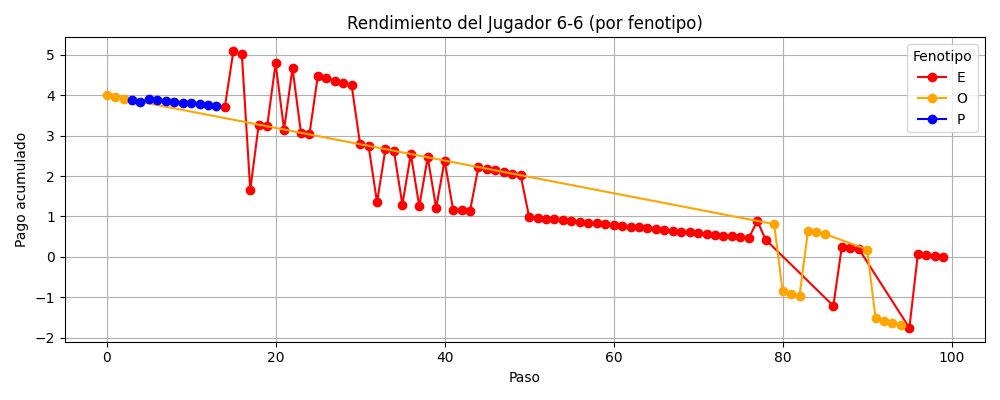 Rendimiento del Jugador 6-6 (por fenotipo)
Pago acumulado
5
4
3
2
1
0
−1
−2
0
20
40
60
80
100
Paso
Fenotipo
E
O
P